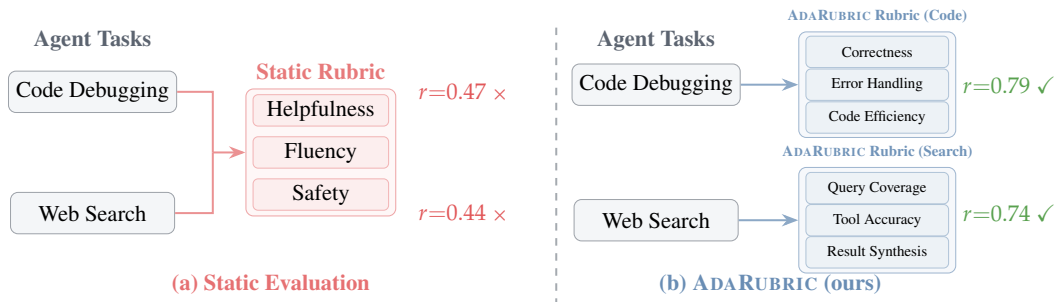 Agent Tasks
Code Debugging
Web Search
Static Rubric
Helpfulness
Fluency
Safety
r=0.47 ×
r=0.44 ×
(a) Static Evaluation
Agent Tasks
Code Debugging
Web Search
ADARUBRIC Rubric (Code)
Correctness
Error Handling
Code Efficiency
r=0.79 ✓
ADARUBRIC Rubric (Search)
Query Coverage
Tool Accuracy
Result Synthesis
r=0.74 ✓
(b) ADARUBRIC (ours)